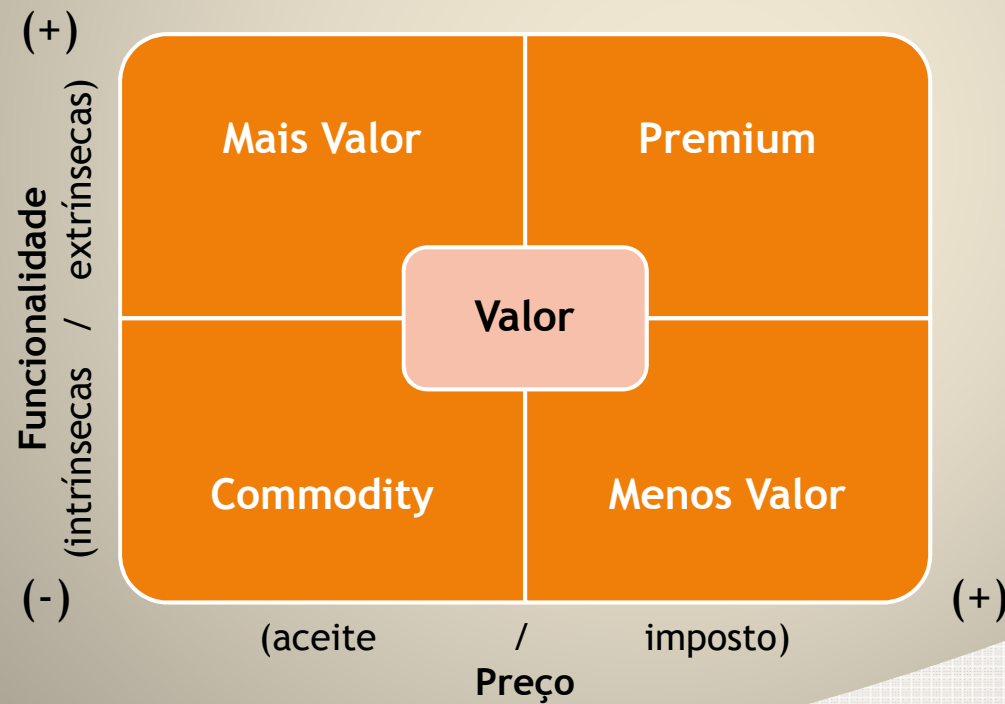 (+)
Funcionalidade
(intrínsecas / extrínsecas)
Mais Valor
Premium
Valor
Commodity
Menos Valor
(-)
(+)
(aceite / imposto)
Preço